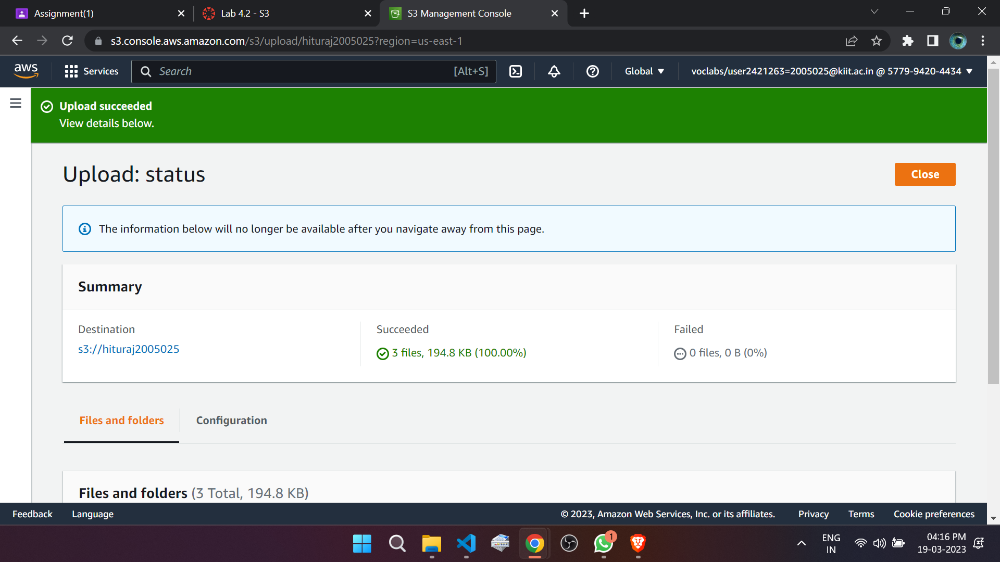 Assignment(1)
Lab 4.2 - S3
S3 Management Console
s3.console.aws.amazon.com/s3/upload/hituraj2005025?region=us-east-1
aws
Services
Search
[Alt+S]
Global
voclabs/user2421263=2005025@kiit.ac.in @ 5779-9420-4434
Upload succeeded
View details below.
Upload: status
Close
The information below will no longer be available after you navigate away from this page.
Summary
Destination
s3://hituraj2005025
Succeeded
3 files, 194.8 KB (100.00%)
Failed
0 files, 0 B (0%)
Files and folders
Configuration
Files and folders (3 Total, 194.8 KB)
Feedback
Language
© 2023, Amazon Web Services, Inc. or its affiliates.
Privacy
Terms
Cookie preferences
1
ENG
IN
04:16 PM
19-03-2023